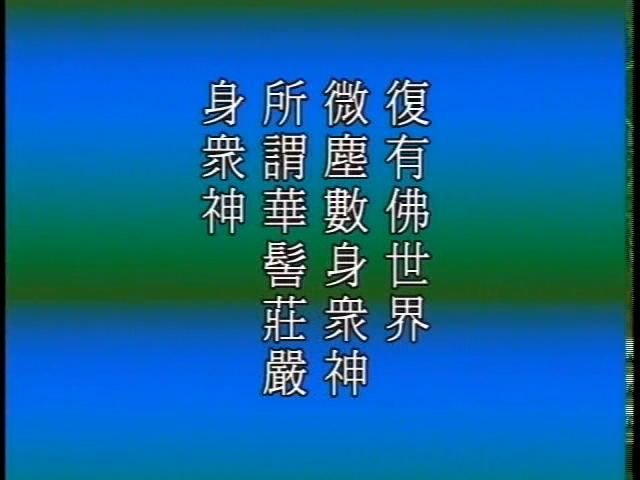 復有佛世界
微塵數身衆神
所謂華髻莊嚴
身衆神